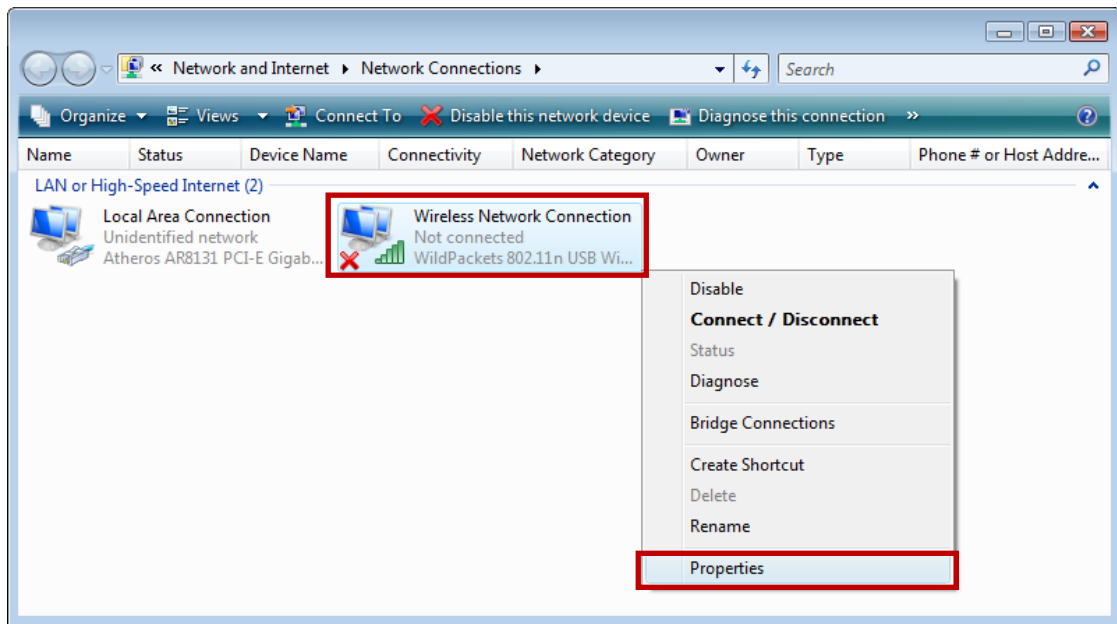 « Network and Internet Network Connections Search
Organize Views Connect To Disable this network device Diagnose this connection »
Name Status Device Name Connectivity Network Category Owner Type Phone # or Host Addre...
LAN or High-Speed Internet (2)
Local Area Connection
Unidentified network
Atheros AR8131 PCI-E Gigab...
Wireless Network Connection
Not connected
WildPackets 802.11n USB Wi...
Disable
Connect / Disconnect
Status
Diagnose
Bridge Connections
Create Shortcut
Delete
Rename
Properties